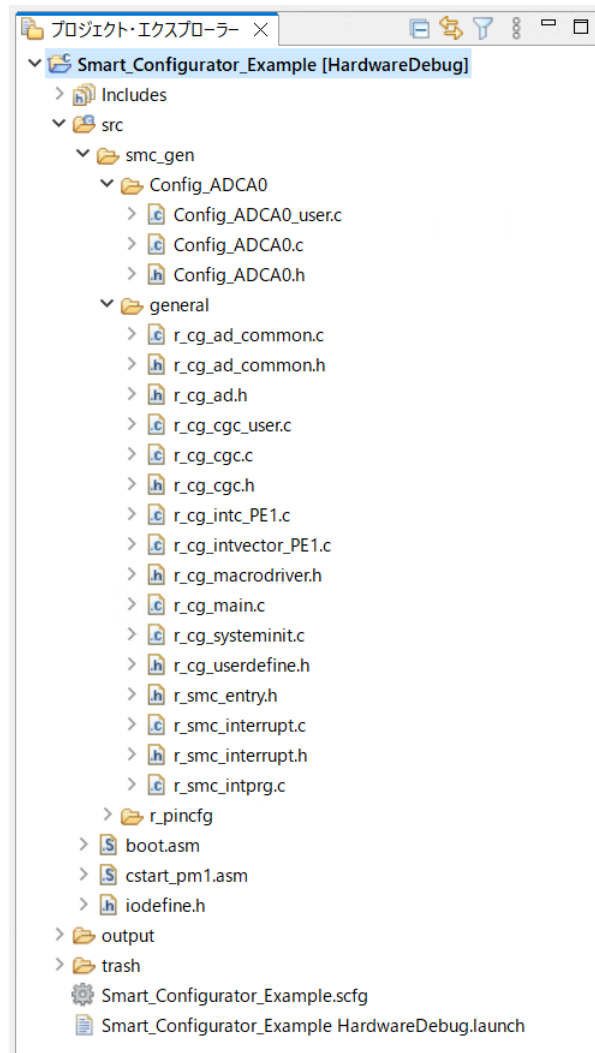 プロジェクト・エクスプローラー
Smart_Configurator_Example [HardwareDebug]
Includes
src
smc_gen
Config_ADCA0
Config_ADCA0_user.c
Config_ADCA0.c
Config_ADCA0.h
general
r_cg_ad_common.c
r_cg_ad_common.h
r_cg_ad.h
r_cg_cgc_user.c
r_cg_cgc.c
r_cg_cgc.h
r_cg_intc_PE1.c
r_cg_intvector_PE1.c
r_cg_macrodriver.h
r_cg_main.c
r_cg_systeminit.c
r_cg_userdefine.h
r_smc_entry.h
r_smc_interrupt.c
r_smc_interrupt.h
r_smc_intprg.c
r_pincfg
boot.asm
cstart_pm1.asm
iodefine.h
output
trash
Smart_Configurator_Example.scfg
Smart_Configurator_Example HardwareDebug.launch